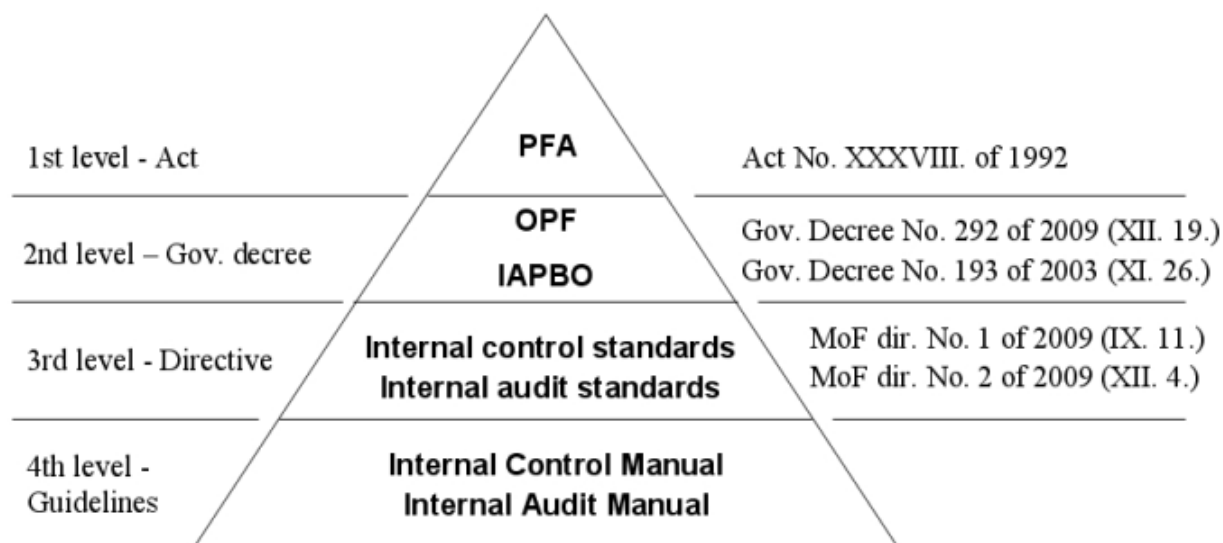 1st level - Act
PFA
Act No. XXXVIII. of 1992
2nd level – Gov. decree
OPF
IAPBO
Gov. Decree No. 292 of 2009 (XII. 19.)
Gov. Decree No. 193 of 2003 (XI. 26.)
3rd level - Directive
Internal control standards
Internal audit standards
MoF dir. No. 1 of 2009 (IX. 11.)
MoF dir. No. 2 of 2009 (XII. 4.)
4th level -
Guidelines
Internal Control Manual
Internal Audit Manual